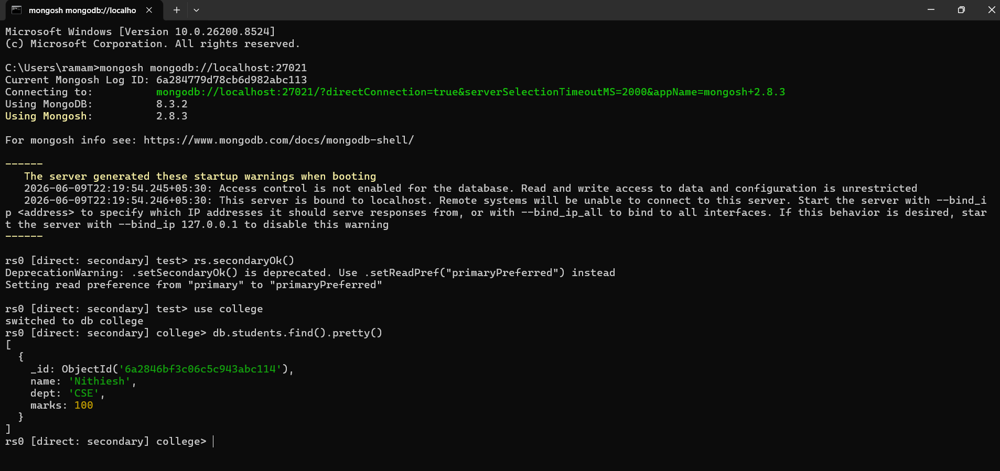 mongosh mongodb://localho
Microsoft Windows [Version 10.0.26200.8524]
(c) Microsoft Corporation. All rights reserved.
C:\Users\ramam>mongosh mongodb://localhost:27021
Current Mongosh Log ID: 6a284779d78cb6d982abc113
Connecting to:          mongodb://localhost:27021/?directConnection=true&serverSelectionTimeoutMS=2000&appName=mongosh+2.8.3
Using MongoDB:          8.3.2
Using Mongosh:          2.8.3
For mongosh info see: https://www.mongodb.com/docs/mongodb-shell/
------
   The server generated these startup warnings when booting
   2026-06-09T22:19:54.245+05:30: Access control is not enabled for the database. Read and write access to data and configuration is unrestricted
   2026-06-09T22:19:54.246+05:30: This server is bound to localhost. Remote systems will be unable to connect to this server. Start the server with --bind_i
p <address> to specify which IP addresses it should serve responses from, or with --bind_ip_all to bind to all interfaces. If this behavior is desired, star
t the server with --bind_ip 127.0.0.1 to disable this warning
------
rs0 [direct: secondary] test> rs.secondaryOk()
DeprecationWarning: .setSecondaryOk() is deprecated. Use .setReadPref("primaryPreferred") instead
Setting read preference from "primary" to "primaryPreferred"
rs0 [direct: secondary] test> use college
switched to db college
rs0 [direct: secondary] college> db.students.find().pretty()
[
  {
    _id: ObjectId('6a2846bf3c06c5c943abc114'),
    name: 'Nithiesh',
    dept: 'CSE',
    marks: 100
  }
]
rs0 [direct: secondary] college>